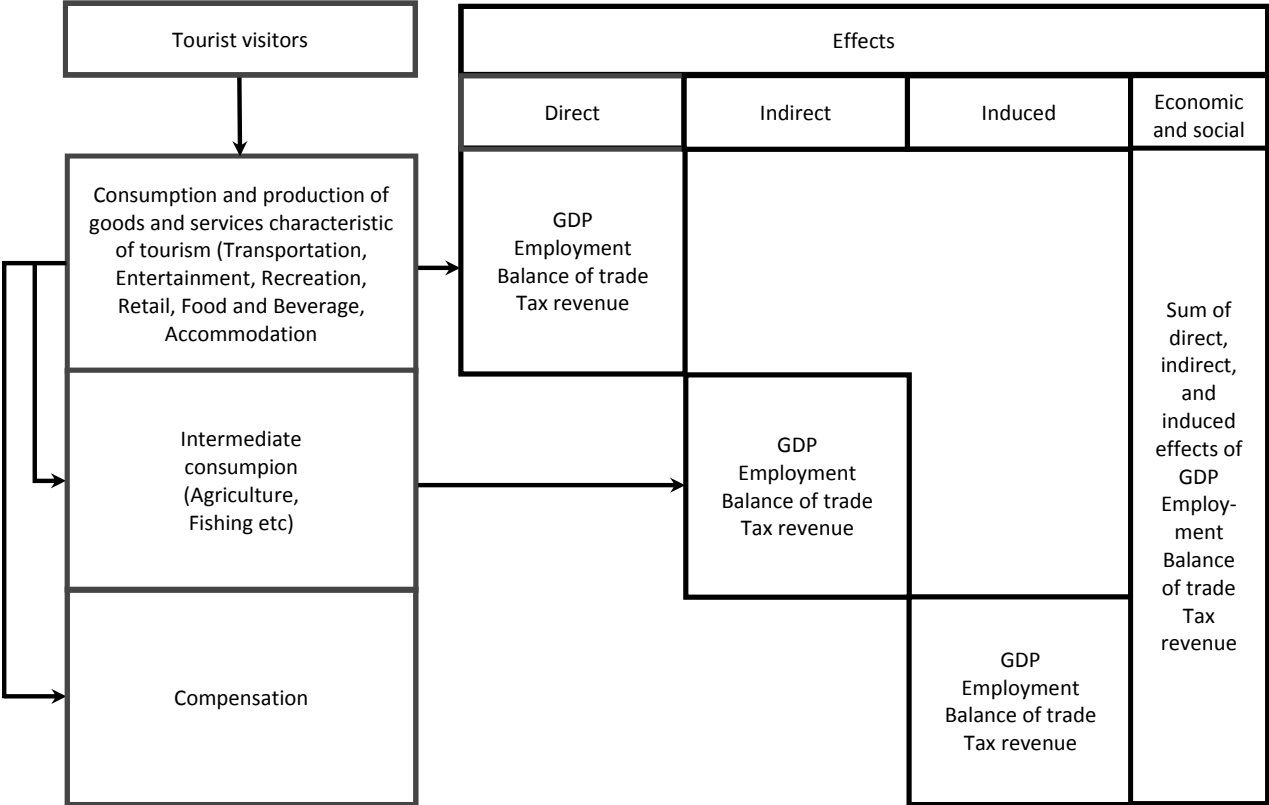 Tourist visitors
Effects
Direct
Indirect
Induced
Economic
and social
Consumption and production of
goods and services characteristic
of tourism (Transportation,
Entertainment, Recreation,
Retail, Food and Beverage,
Accommodation
GDP
Employment
Balance of trade
Tax revenue
Intermediate
consumpion
(Agriculture,
Fishing etc)
GDP
Employment
Balance of trade
Tax revenue
Compensation
GDP
Employment
Balance of trade
Tax revenue
Sum of
direct,
indirect,
and
induced
effects of
GDP
Employ-
ment
Balance
of trade
Tax
revenue